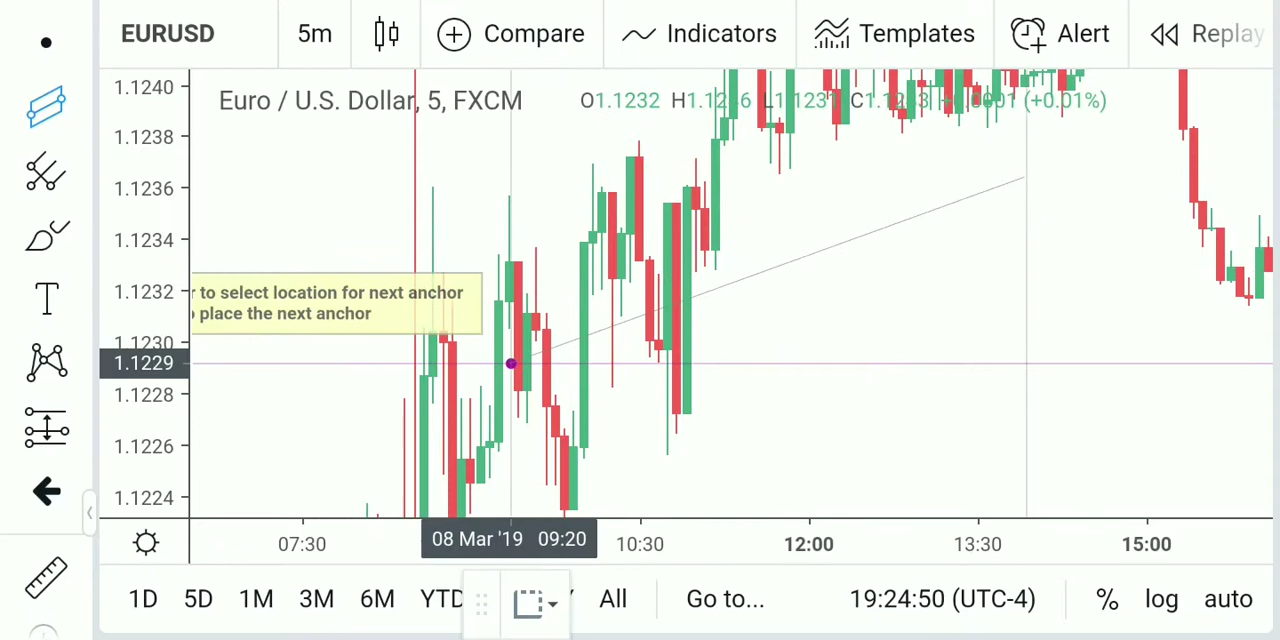 EURUSD 5m Compare Indicators Templates Alert Replay
Euro / U.S. Dollar, 5, FXCM O1.1232 (+0.01%)
1.1240
1.1238
1.1236
1.1234
1.1232
1.1230
1.1229
1.1228
1.1226
1.1224
to select location for next anchor
place the next anchor
T
07:30 08 Mar '19 09:20 10:30 12:00 13:30 15:00
1D 5D 1M 3M 6M YTD All Go to... 19:24:50 (UTC-4) % log auto